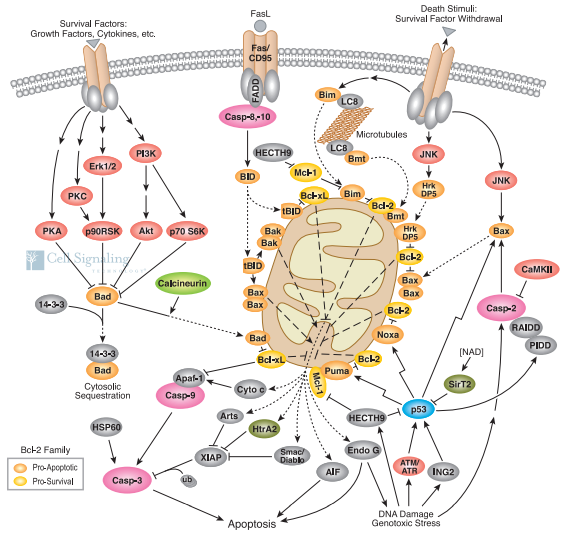 Survival Factors:
Growth Factors, Cytokines, etc.
FasL
Death Stimuli:
Survival Factor Withdrawal
Fas/
CD95
FADD
Bim
LC8
Casp-8,-10
Microtubules
LC8
Bmt
HECTH9
Mcl-1
PI3K
Erk1/2
JNK
JNK
BID
Hrk
DP5
PKC
Bcl-xL
Bim
Bcl-2
tBID
Bmt
PKA
p90RSK
Akt
p70 S6K
Bak
Bak
Hrk
DP5
Bax
Bcl-2
Cell Signaling
TECHNOLOGY
tBID
CaMKII
Calcineurin
Bax
Bax
Bax
Bax
14-3-3
Bad
Bcl-2
Casp-2
RAIDD
PIDD
Bad
Noxa
14-3-3
Bad
Bcl-xL
Bcl-2
[NAD]
Cytosolic
Sequestration
Apaf-1
Cyto c
Puma
Mcl-1
SirT2
Casp-9
p53
Arts
HECTH9
HSP60
HtrA2
Bcl-2 Family
Pro-Apoptotic
Pro-Survival
XIAP
Smac/
Diablo
Endo G
ATM/
ATR
ING2
Casp-3
ub
AIF
Apoptosis
DNA Damage
Genotoxic Stress